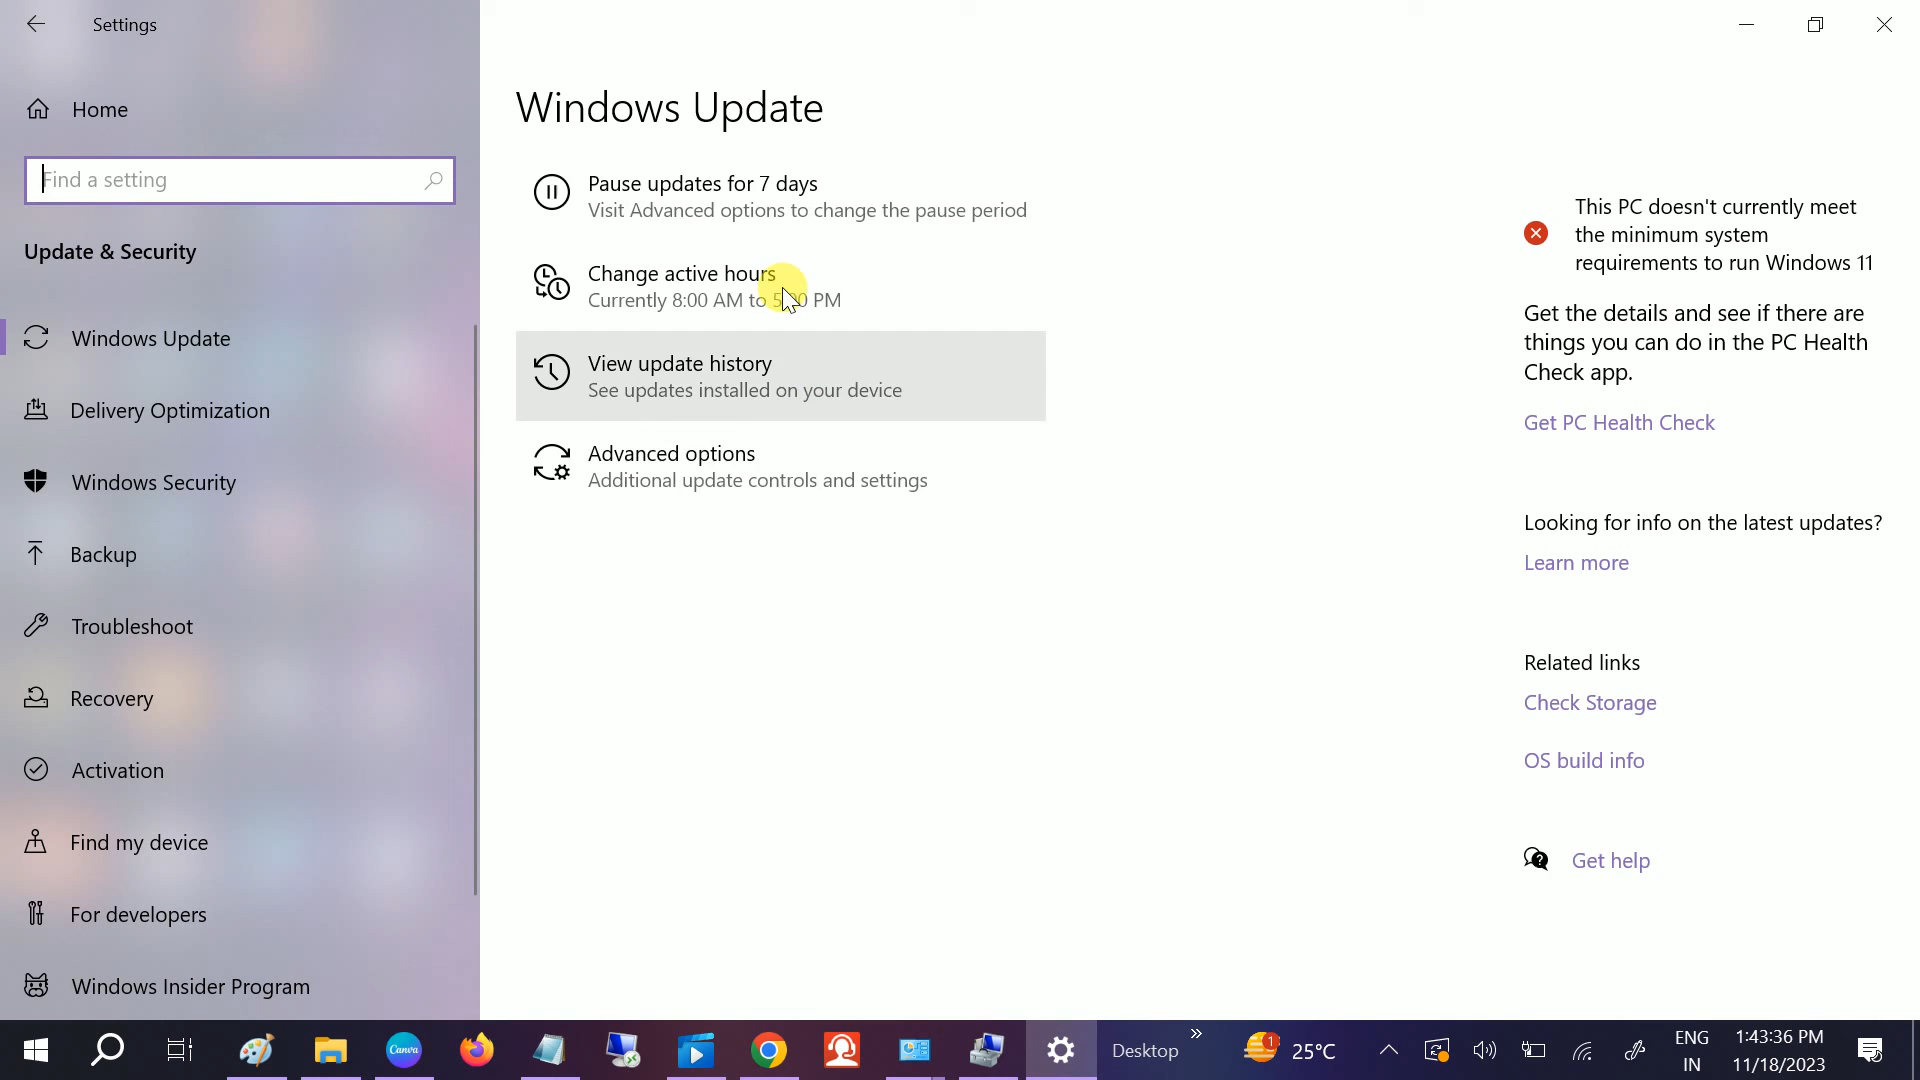 Settings
Home
Find a setting
Update & Security
Windows Update
Delivery Optimization
Windows Security
Backup
Troubleshoot
Recovery
Activation
Find my device
For developers
Windows Insider Program
Windows Update
Pause updates for 7 days
Visit Advanced options to change the pause period
Change active hours
Currently 8:00 AM to 5:00 PM
View update history
See updates installed on your device
Advanced options
Additional update controls and settings
This PC doesn't currently meet
the minimum system
requirements to run Windows 11
Get the details and see if there are
things you can do in the PC Health
Check app.
Get PC Health Check
Looking for info on the latest updates?
Learn more
Related links
Check Storage
OS build info
Get help
Canva
Desktop
1
25°C
ENG
IN
1:43:36 PM
11/18/2023